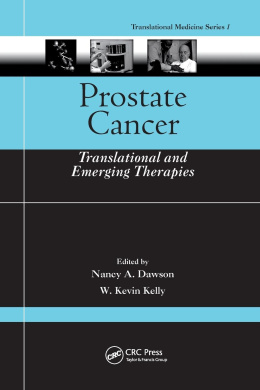 Translational Medicine Series 1
Prostate
Cancer
Translational and
Emerging Therapies
Edited by
Nancy A. Dawson
W. Kevin Kelly
CRC
CRC Press
Taylor & Francis Group